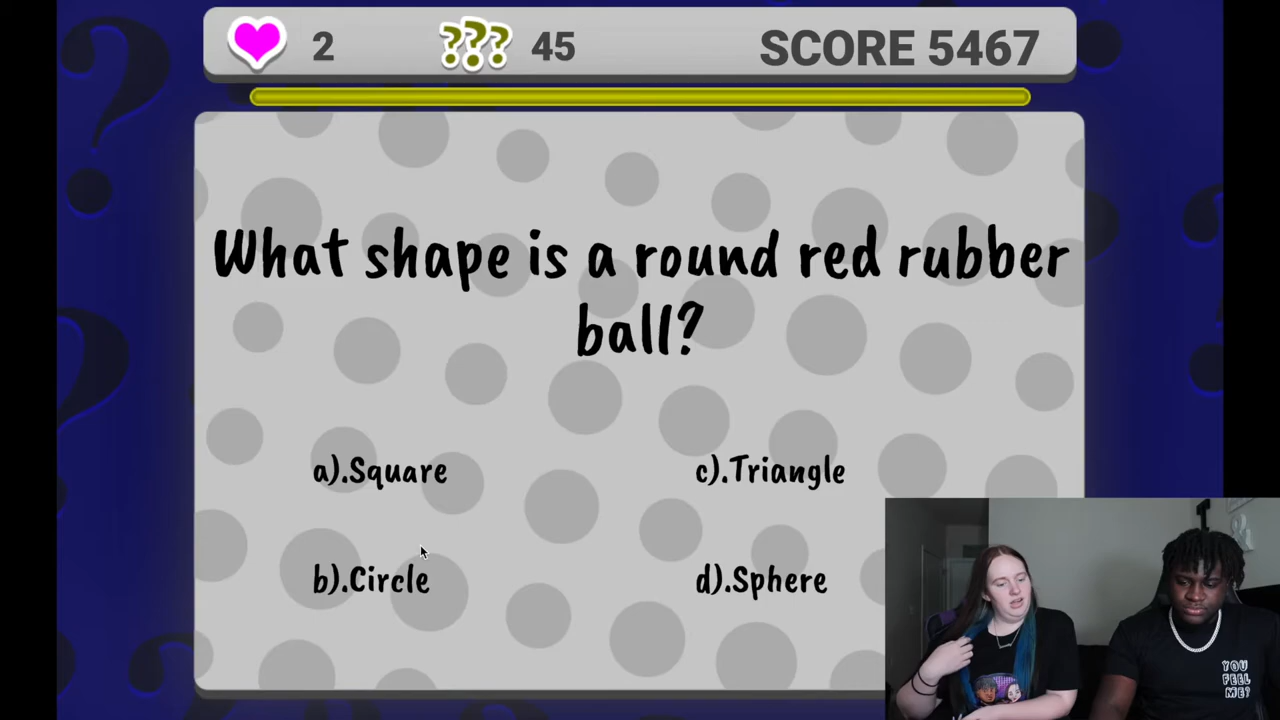 2 ??? 45 SCORE 5467
What shape is a round red rubber
ball?
a).Square
c).Triangle
b).Circle
d).Sphere
YOU
FEEL
ME?